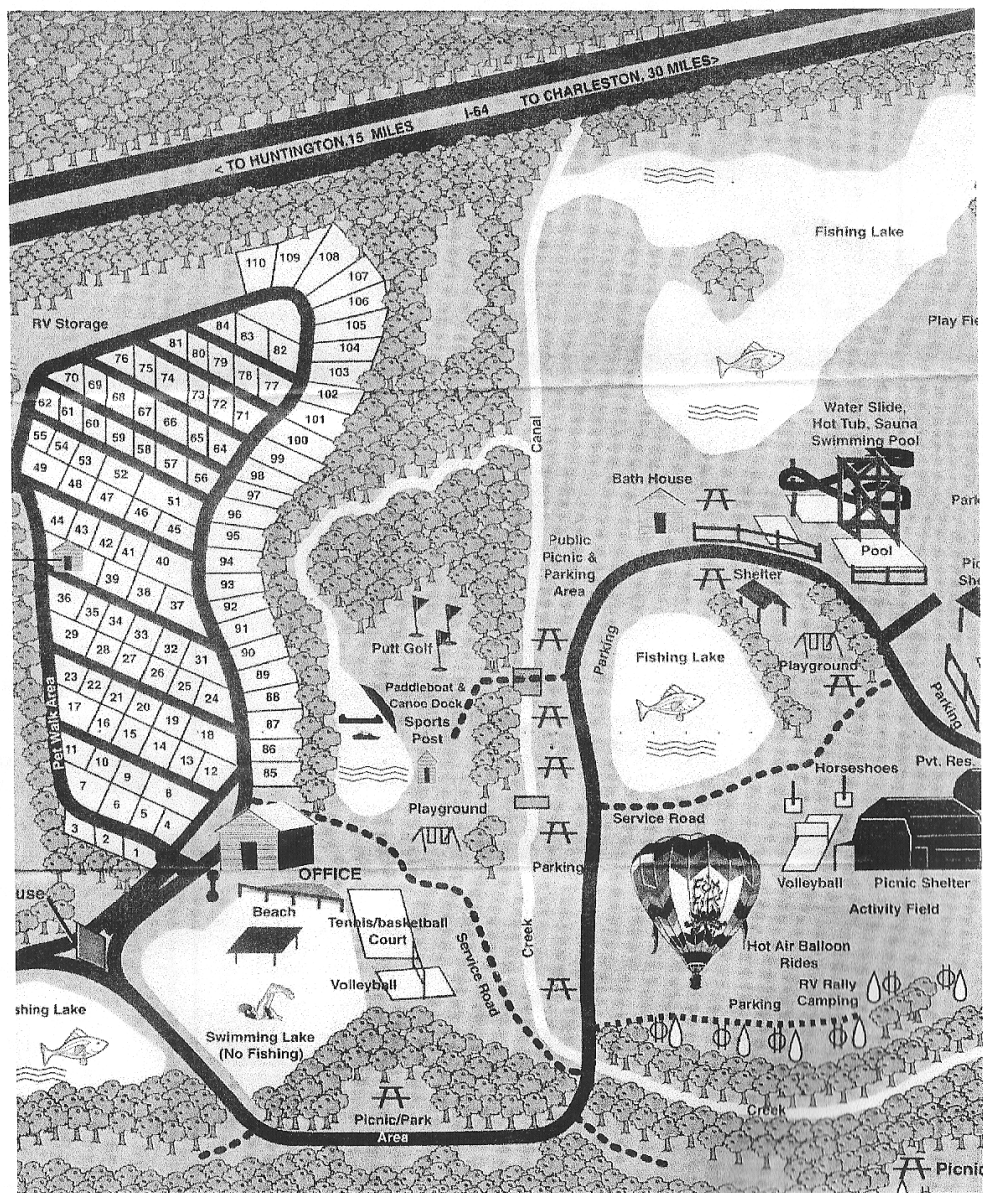 < TO HUNTINGTON,15 MILES I-64 TO CHARLESTON, 30 MILES>
Fishing Lake
110 109 108
107
106
105
104
103
102
101
100
99
98
97
96
95
94
93
92
91
90
89
88
87
86
85
RV Storage
84 83 82
81 80 79 78 77
76 75 74 73 72 71
70 69 68 67 66 65 64
62 61 60 59 58 57 56
55 54 53 52 51
49 48 47 46 45
44 43 42 41 40
39 38 37
36 35 34 33 32 31
29 28 27 26 25 24
23 22 21 20 19 18
17 16 15 14 13 12
11 10 9 8
7 6 5 4
3 2 1
Pet Walk Area
Play Fie
Water Slide,
Hot Tub, Sauna
Swimming Pool
Canal
Bath House
Park
Pool
Public
Picnic &
Parking
Area
Shelter
Pic
She
Parking
Putt Golf
Fishing Lake
Playground
Paddleboat &
Canoe Dock
Sports
Post
Parking
Horseshoes
Pvt. Res.
Playground
Service Road
OFFICE
Parking
Volleyball
Picnic Shelter
use
Beach
Activity Field
Tennis/basketball
Court
Creek
Service Road
Hot Air Balloon
Rides
Volleyball
RV Rally
Camping
Parking
shing Lake
Swimming Lake
(No Fishing)
Creek
Picnic/Park
Area
Picnic